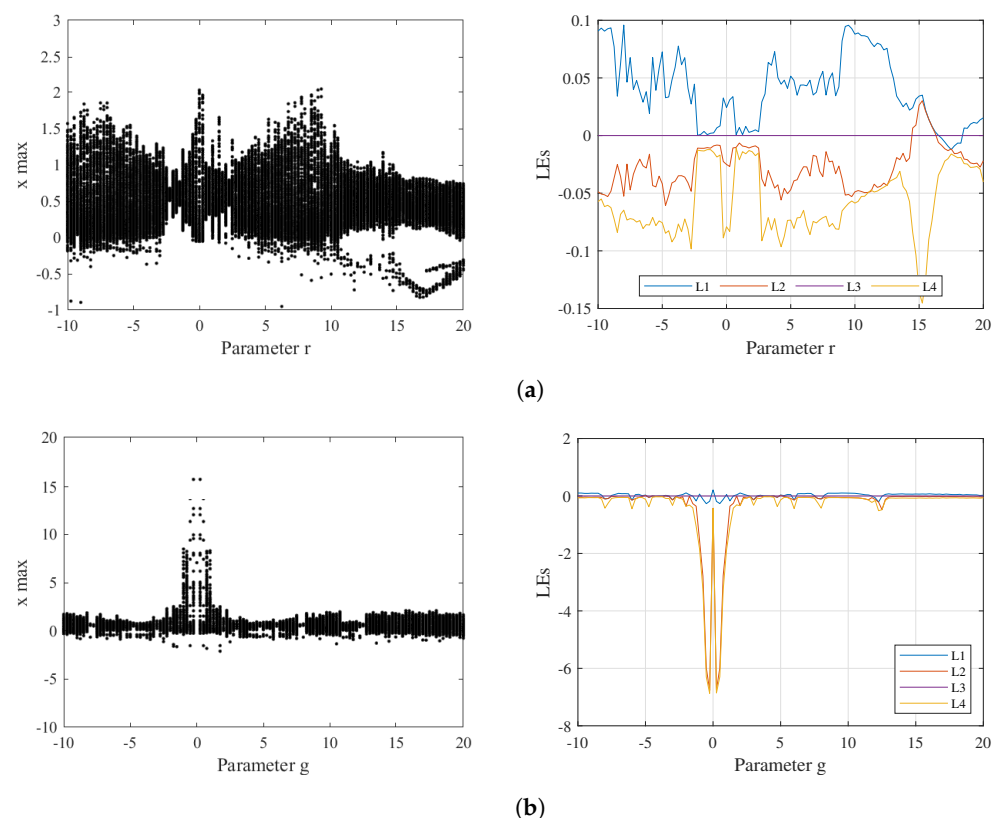 3
2.5
2
1.5
1
0.5
0
-0.5
-1
x max
-10 -5 0 5 10 15 20
Parameter r
0.1
0.05
0
-0.05
-0.1
-0.15
LEs
L1 L2 L3 L4
-10 -5 0 5 10 15 20
Parameter r
(a)
20
15
10
5
0
-5
-10
x max
-10 -5 0 5 10 15 20
Parameter g
2
0
-2
-4
-6
-8
LEs
L1
L2
L3
L4
-10 -5 0 5 10 15 20
Parameter g
(b)